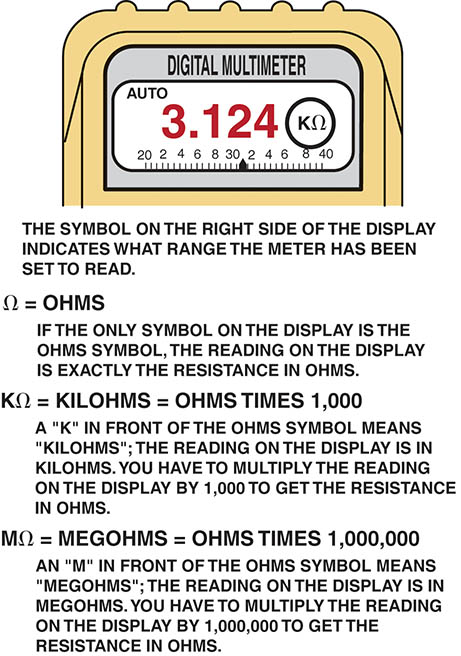 DIGITAL MULTIMETER
AUTO
3.124 KΩ
20 2 4 6 8 30 2 4 6 8 40
THE SYMBOL ON THE RIGHT SIDE OF THE DISPLAY
INDICATES WHAT RANGE THE METER HAS BEEN
SET TO READ.
Ω = OHMS
IF THE ONLY SYMBOL ON THE DISPLAY IS THE
OHMS SYMBOL, THE READING ON THE DISPLAY
IS EXACTLY THE RESISTANCE IN OHMS.
KΩ = KILOHMS = OHMS TIMES 1,000
A "K" IN FRONT OF THE OHMS SYMBOL MEANS
"KILOHMS"; THE READING ON THE DISPLAY IS IN
KILOHMS. YOU HAVE TO MULTIPLY THE READING
ON THE DISPLAY BY 1,000 TO GET THE RESISTANCE
IN OHMS.
MΩ = MEGOHMS = OHMS TIMES 1,000,000
AN "M" IN FRONT OF THE OHMS SYMBOL MEANS
"MEGOHMS"; THE READING ON THE DISPLAY IS IN
MEGOHMS. YOU HAVE TO MULTIPLY THE READING
ON THE DISPLAY BY 1,000,000 TO GET THE
RESISTANCE IN OHMS.